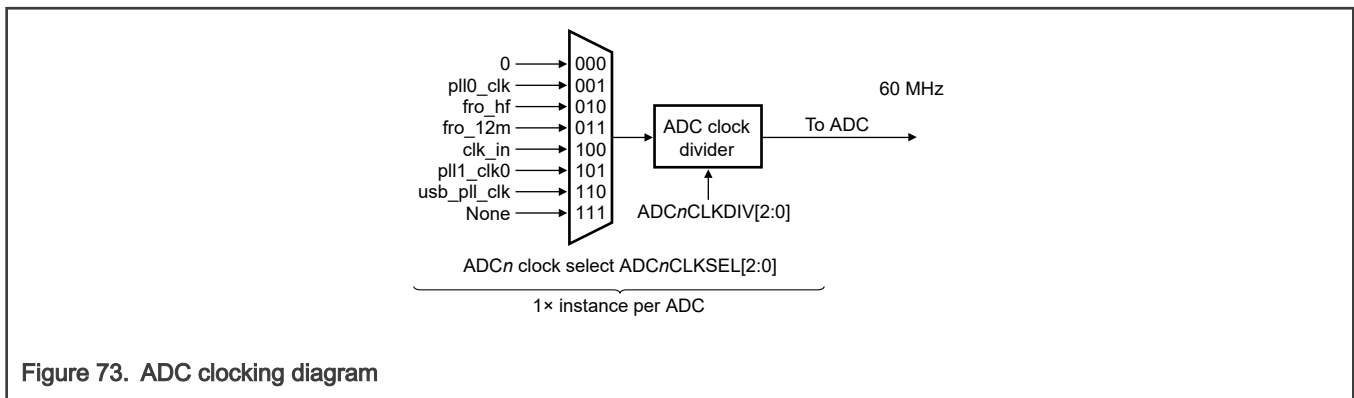 0
000
pll0_clk
001
fro_hf
010
fro_12m
011
clk_in
100
pll1_clk0
101
usb_pll_clk
110
None
111
ADC clock
divider
ADCnCLKDIV[2:0]
To ADC
60 MHz
ADCn clock select ADCnCLKSEL[2:0]
1× instance per ADC
Figure 73. ADC clocking diagram